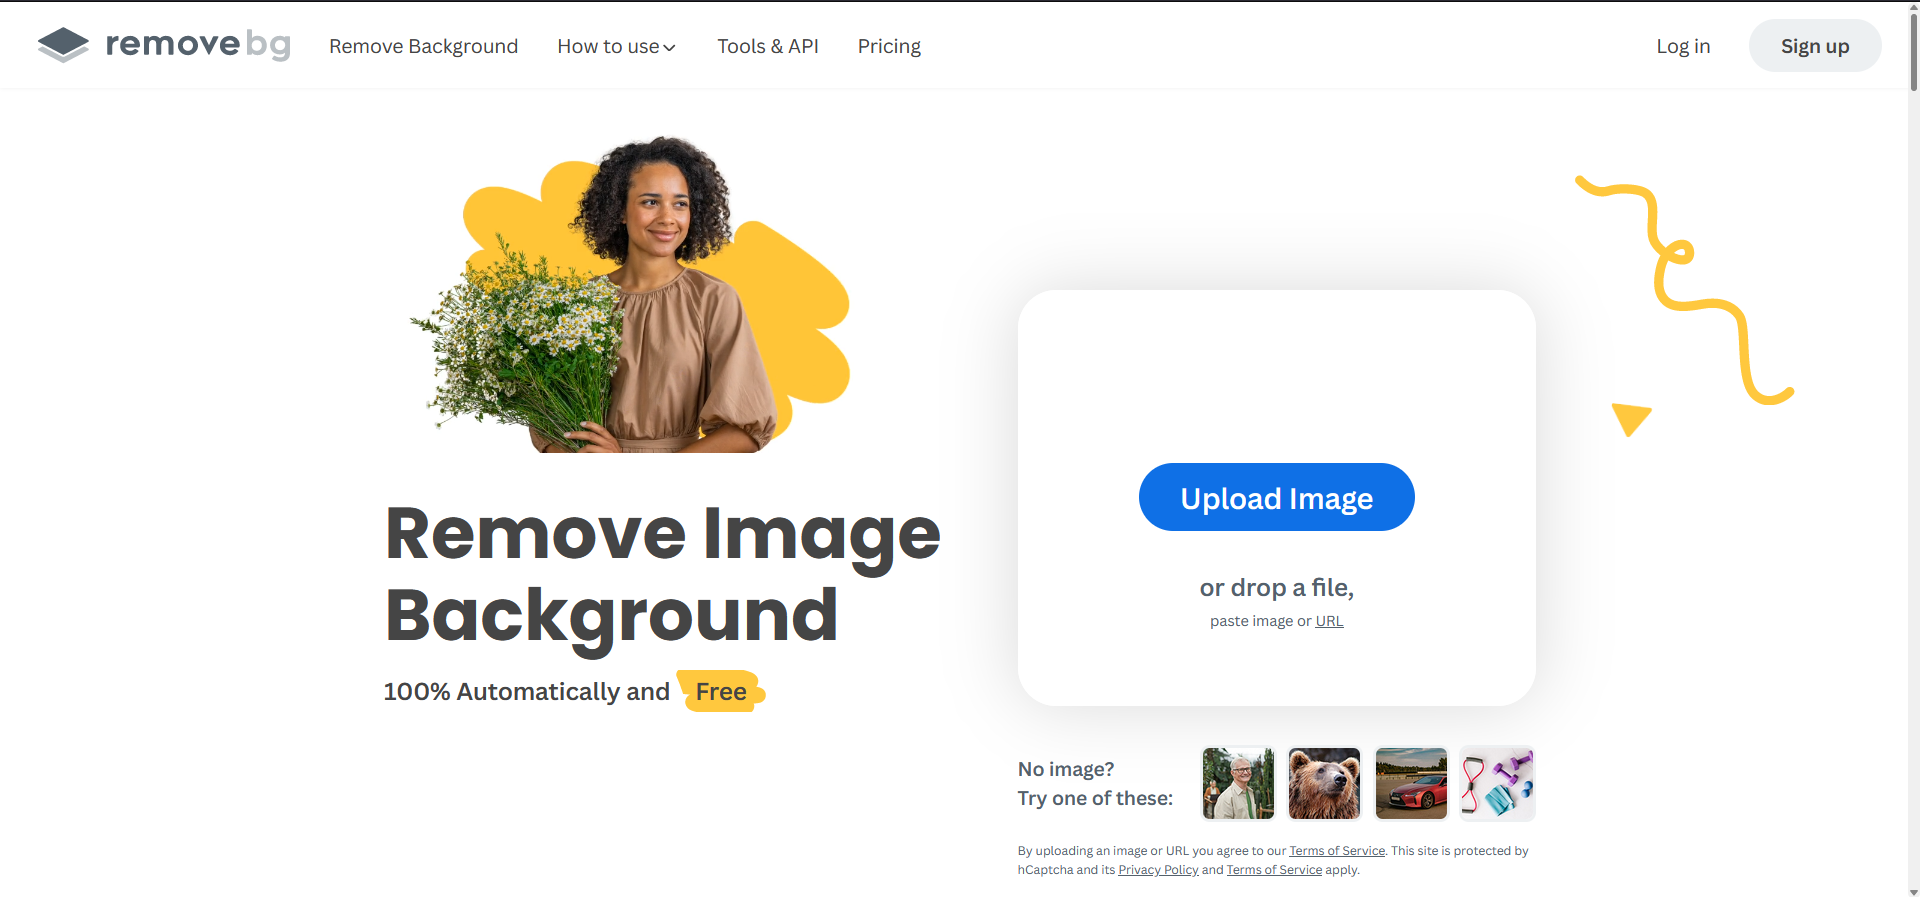 removebg Remove Background How to use Tools & API Pricing Log in Sign up
Remove Image
Background
100% Automatically and Free
Upload Image
or drop a file,
paste image or URL
No image?
Try one of these:
By uploading an image or URL you agree to our Terms of Service. This site is protected by
hCaptcha and its Privacy Policy and Terms of Service apply.